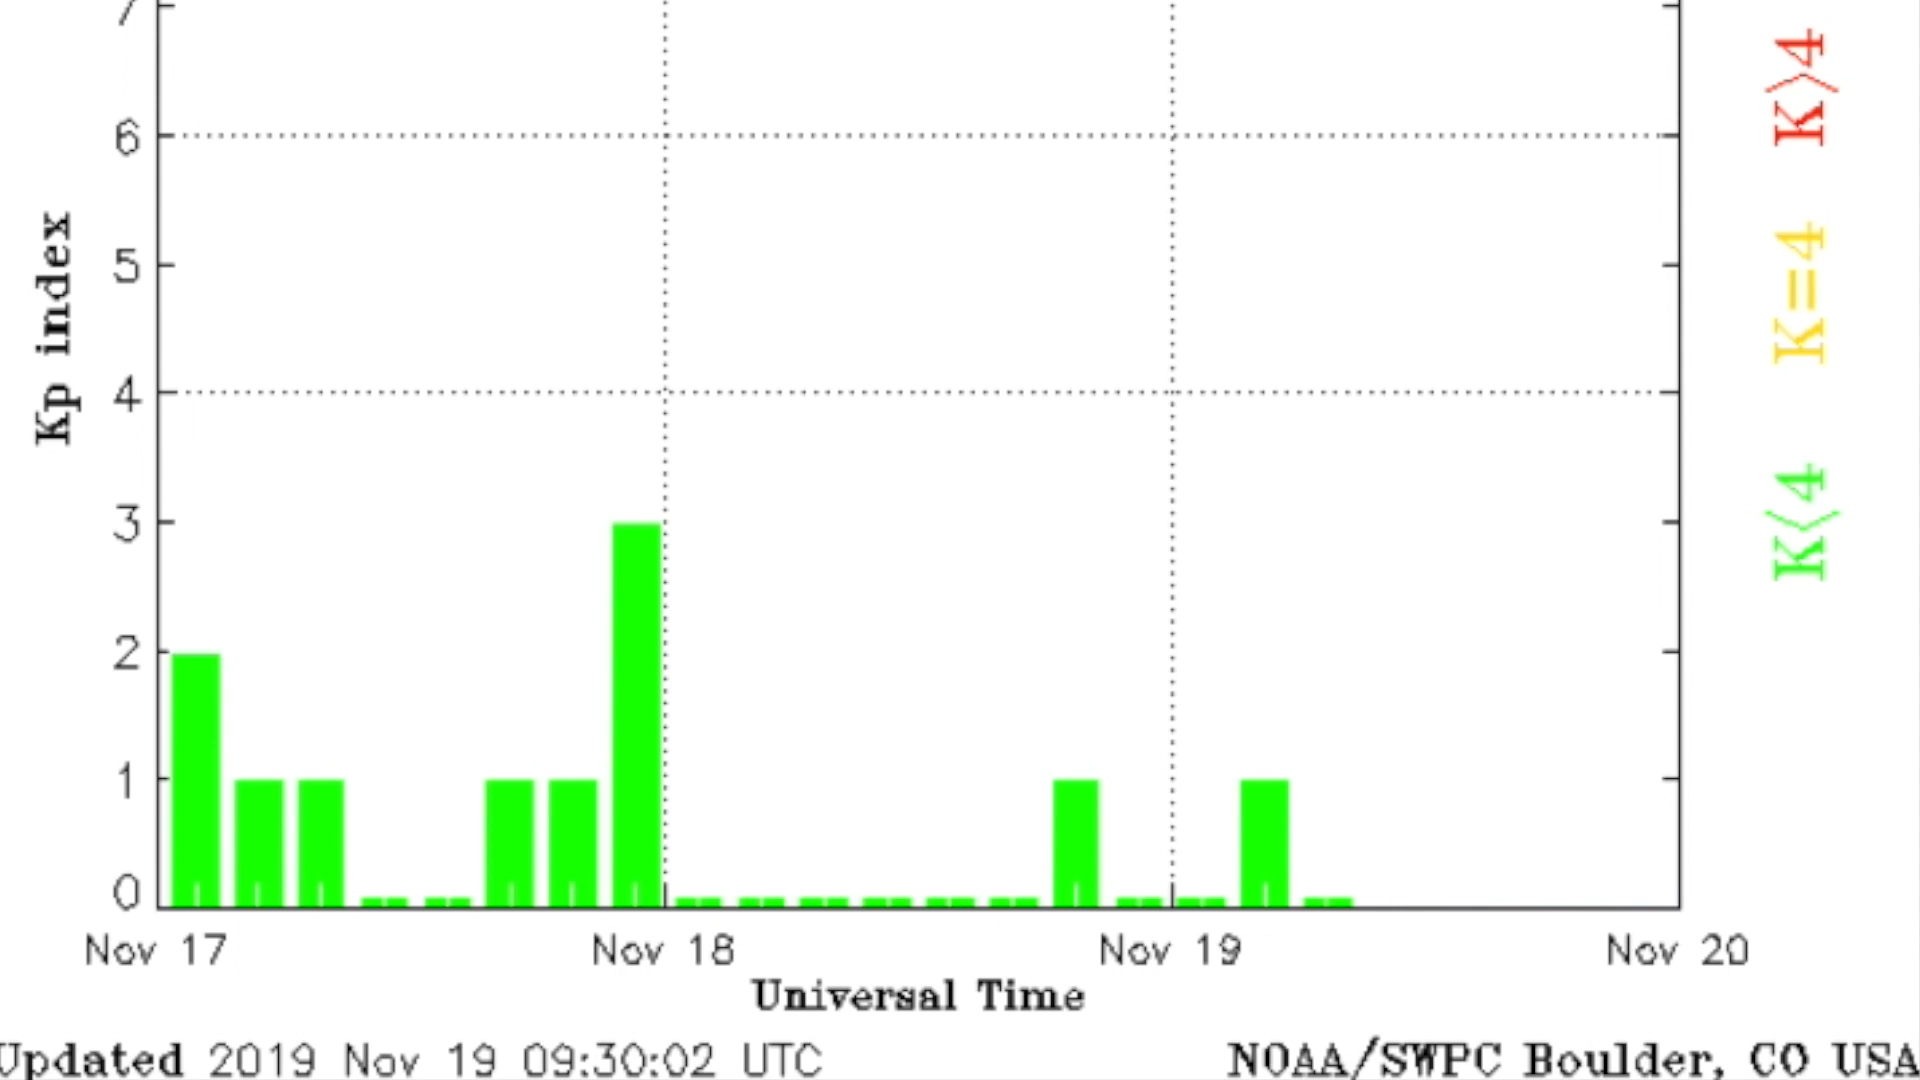 7
6
5
4
3
2
1
0
Kp index
K>4
K=4
K<4
Nov 17 Nov 18 Nov 19 Nov 20
Universal Time
Updated 2019 Nov 19 09:30:02 UTC NOAA/SWPC Boulder, CO USA